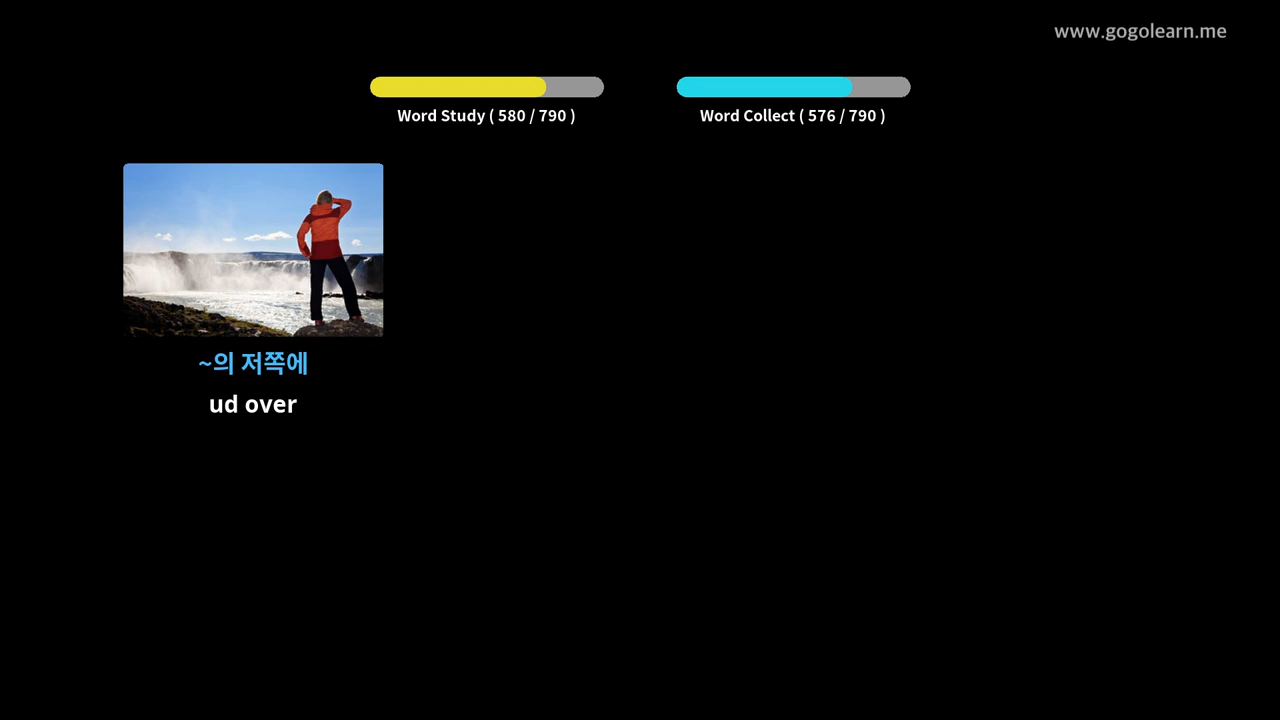 www.gogolearn.me
Word Study ( 580 / 790 )
Word Collect ( 576 / 790 )
~의 저쪽에
ud over